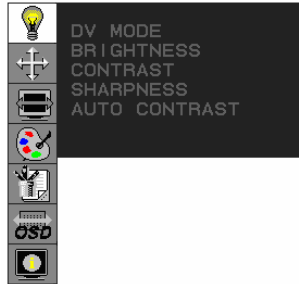 DV MODE
BRIGHTNESS
CONTRAST
SHARPNESS
AUTO CONTRAST
OSD